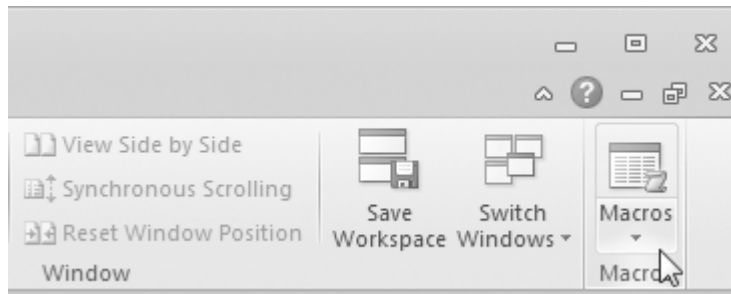 ?
View Side by Side
Synchronous Scrolling
Reset Window Position
Save
Workspace
Switch
Windows
Macros
Window